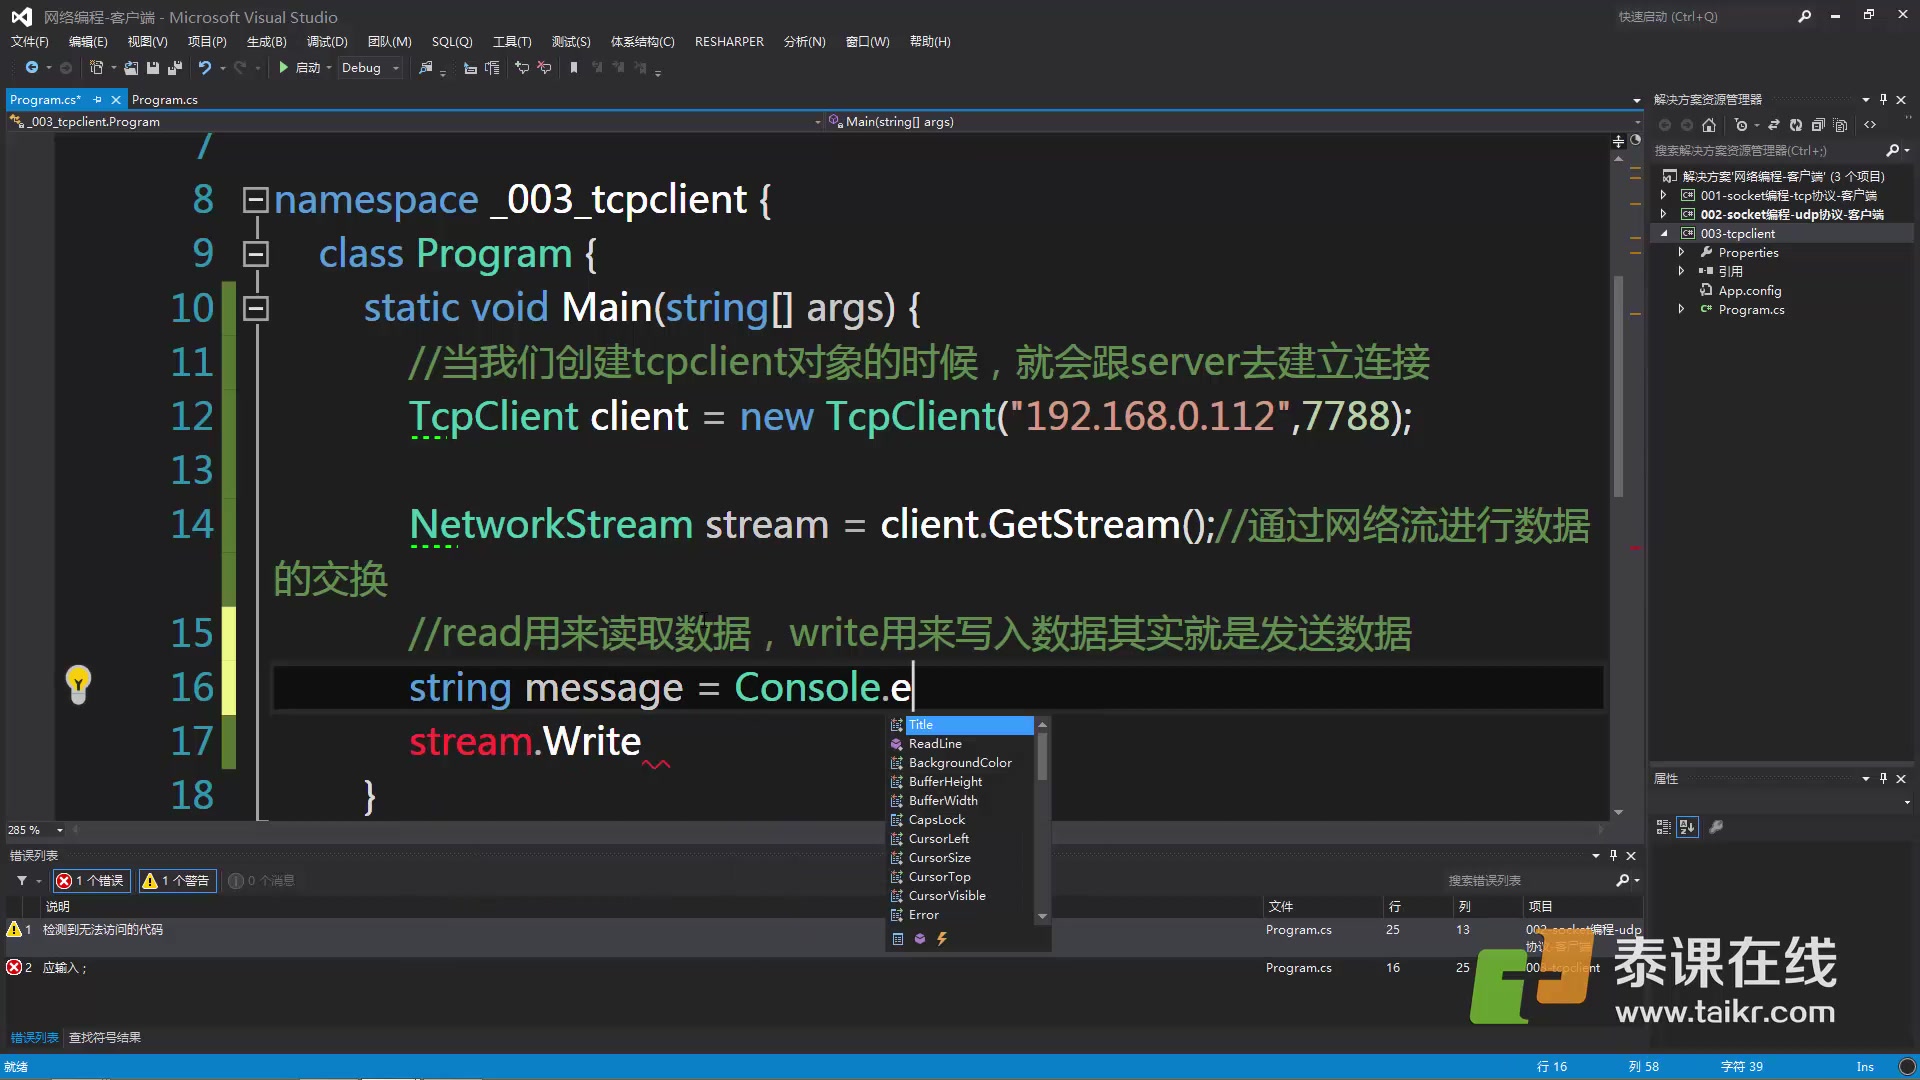 网络编程-客户端 - Microsoft Visual Studio
快速启动 (Ctrl+Q)
文件(F) 编辑(E) 视图(V) 项目(P) 生成(B) 调试(D) 团队(M) SQL(Q) 工具(T) 测试(S) 体系结构(C) RESHARPER 分析(N) 窗口(W) 帮助(H)
启动 Debug
Program.cs* Program.cs
_003_tcpclient.Program
Main(string[] args)
7
8 namespace _003_tcpclient {
9 class Program {
10 static void Main(string[] args) {
11 //当我们创建tcpclient对象的时候，就会跟server去建立连接
12 TcpClient client = new TcpClient("192.168.0.112",7788);
13
14 NetworkStream stream = client.GetStream();//通过网络流进行数据
的交换
15 //read用来读取数据，write用来写入数据其实就是发送数据
16 string message = Console.e
17 stream.Write
18 }
Title
ReadLine
BackgroundColor
BufferHeight
BufferWidth
CapsLock
CursorLeft
CursorSize
CursorTop
CursorVisible
Error
285 %
解决方案资源管理器
搜索解决方案资源管理器(Ctrl+;)
解决方案'网络编程-客户端' (3 个项目)
001-socket编程-tcp协议-客户端
002-socket编程-udp协议-客户端
003-tcpclient
Properties
引用
App.config
Program.cs
属性
错误列表
1 个错误 1 个警告 0 个消息
搜索错误列表
说明 文件 行 列 项目
1 检测到无法访问的代码 Program.cs 25 13 002-socket编程-udp
协议-客户端
2 应输入 ; Program.cs 16 25 003-tcpclient
泰课在线
www.taikr.com
错误列表 查找符号结果
就绪 行 16 列 58 字符 39 Ins